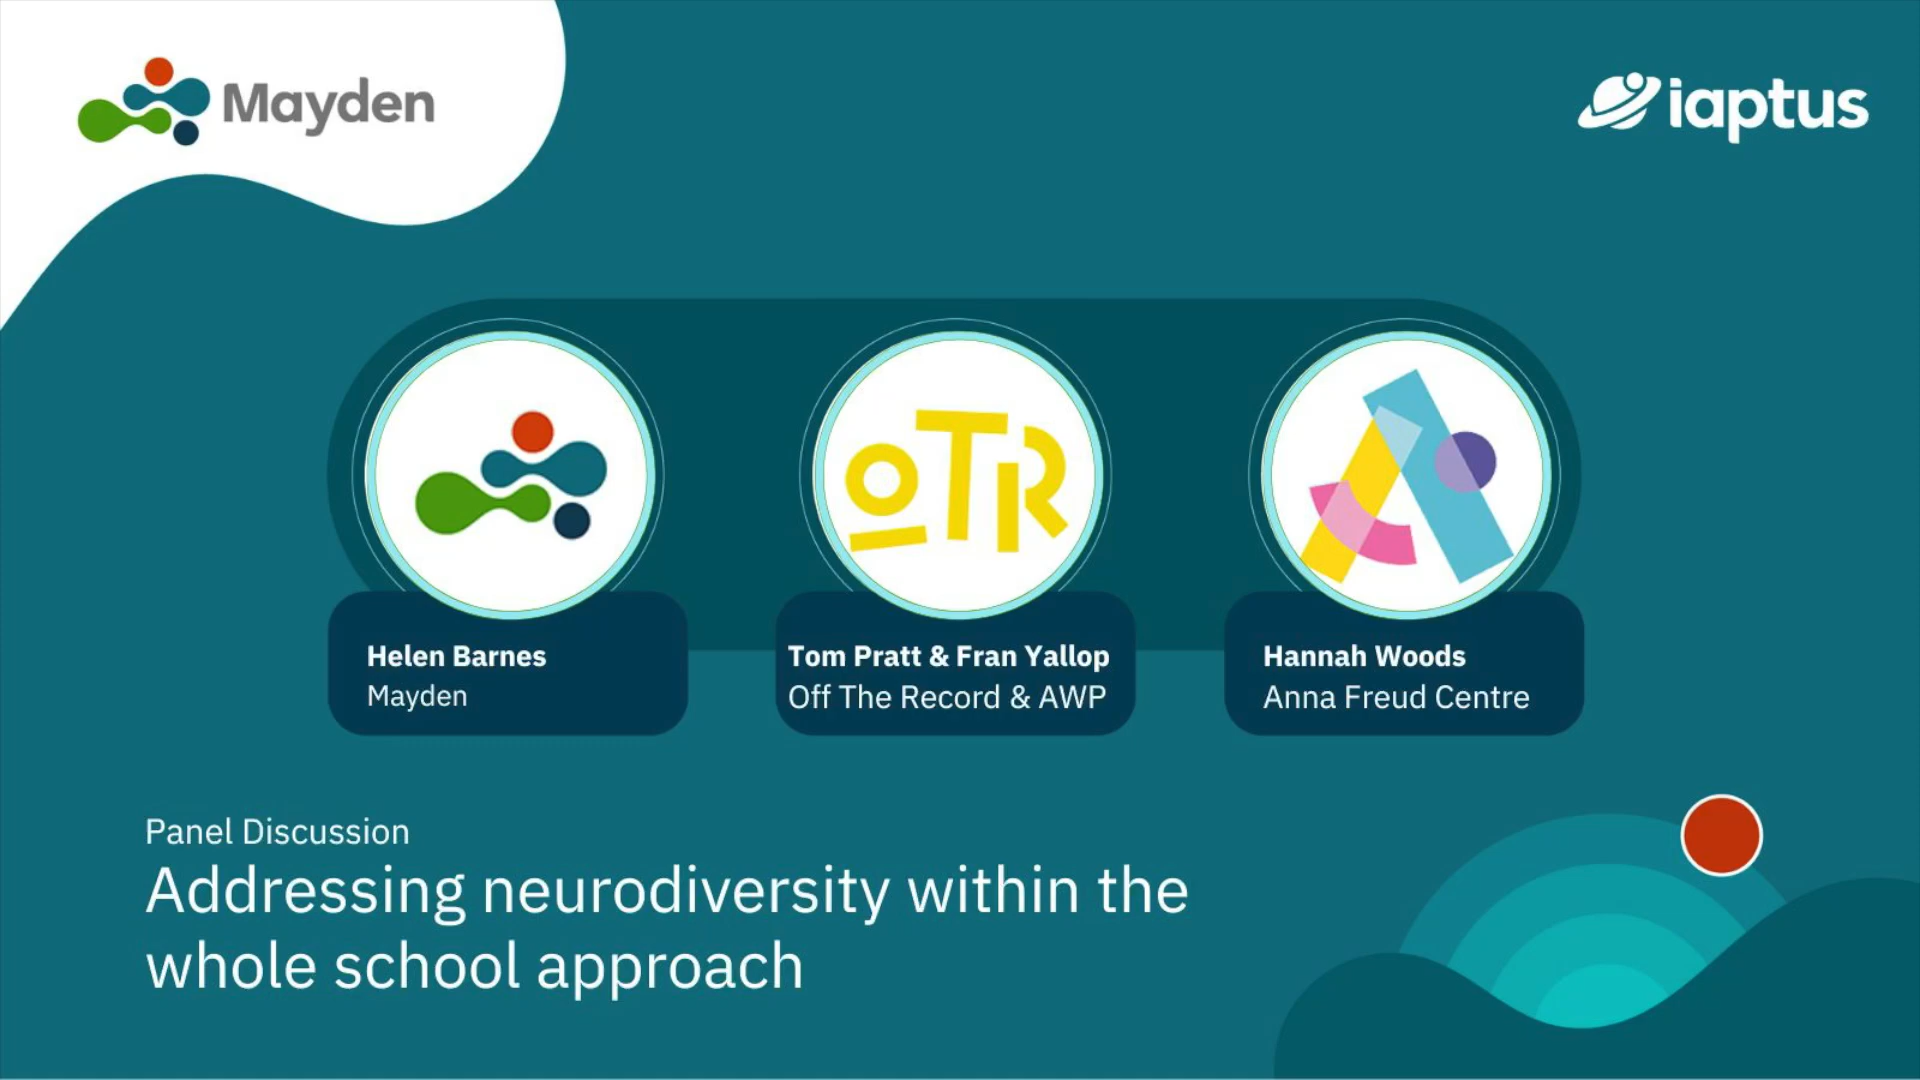 Mayden
iaptus
OTR
Helen Barnes
Mayden
Tom Pratt & Fran Yallop
Off The Record & AWP
Hannah Woods
Anna Freud Centre
Panel Discussion
Addressing neurodiversity within the
whole school approach